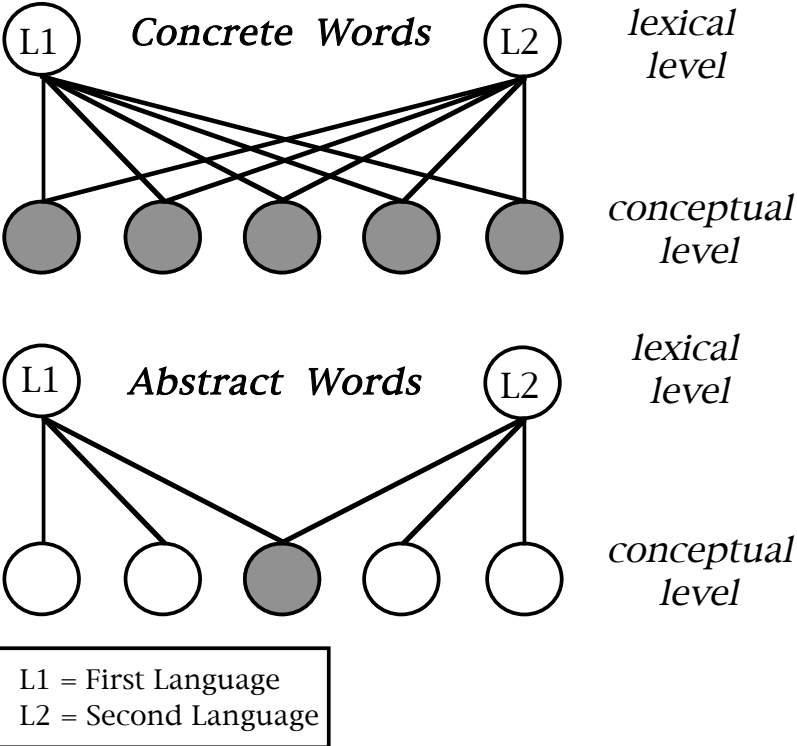 L1 Concrete Words L2 lexical
level
conceptual
level
lexical
level
L1 Abstract Words L2
conceptual
level
L1 = First Language
L2 = Second Language